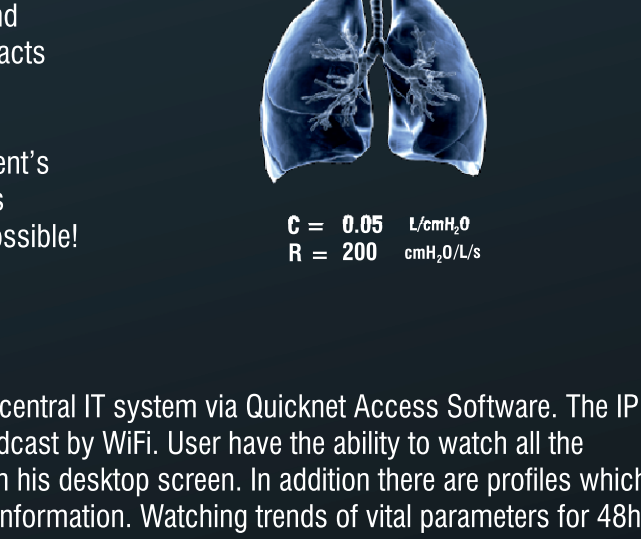 acts
ent's
s
ossible!
C = 0.05 L/cmH₂O
R = 200 cmH₂O/L/s
central IT system via Quicknet Access Software. The IP
dcast by WiFi. User have the ability to watch all the
n his desktop screen. In addition there are profiles which
nformation. Watching trends of vital parameters for 48h